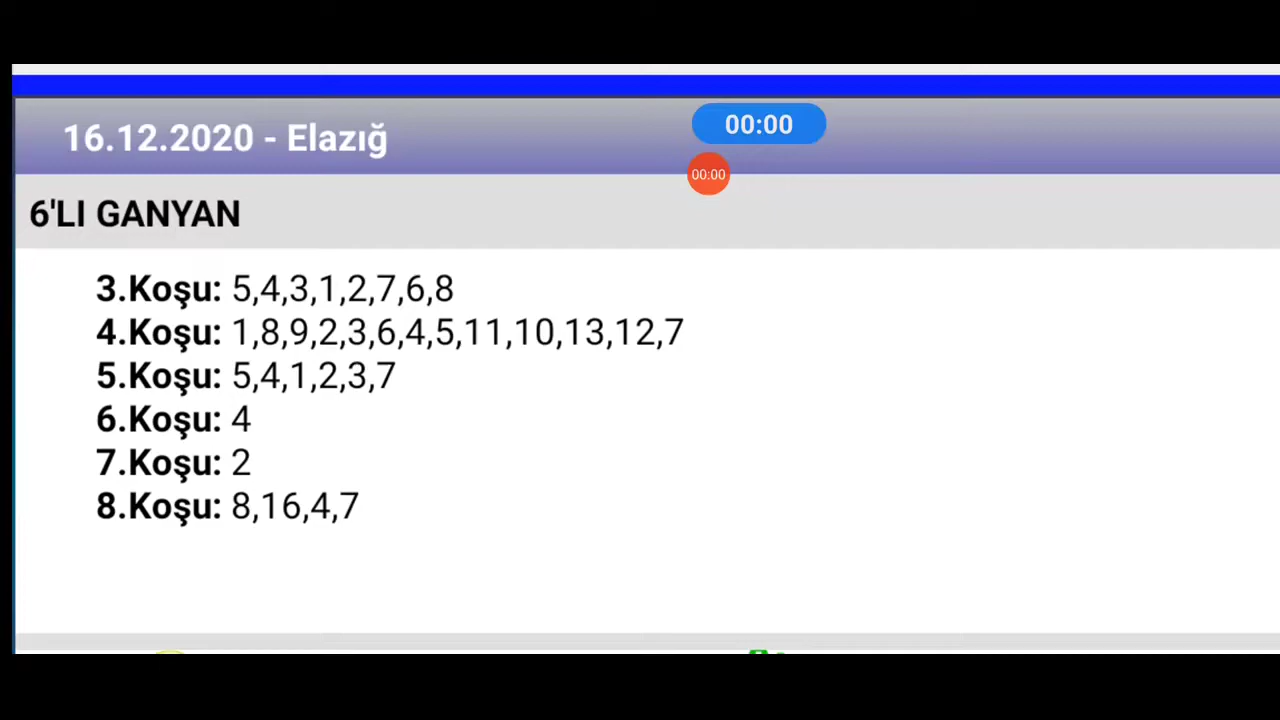 16.12.2020 - Elazığ
00:00
00:00
6'LI GANYAN
3.Koşu: 5,4,3,1,2,7,6,8
4.Koşu: 1,8,9,2,3,6,4,5,11,10,13,12,7
5.Koşu: 5,4,1,2,3,7
6.Koşu: 4
7.Koşu: 2
8.Koşu: 8,16,4,7